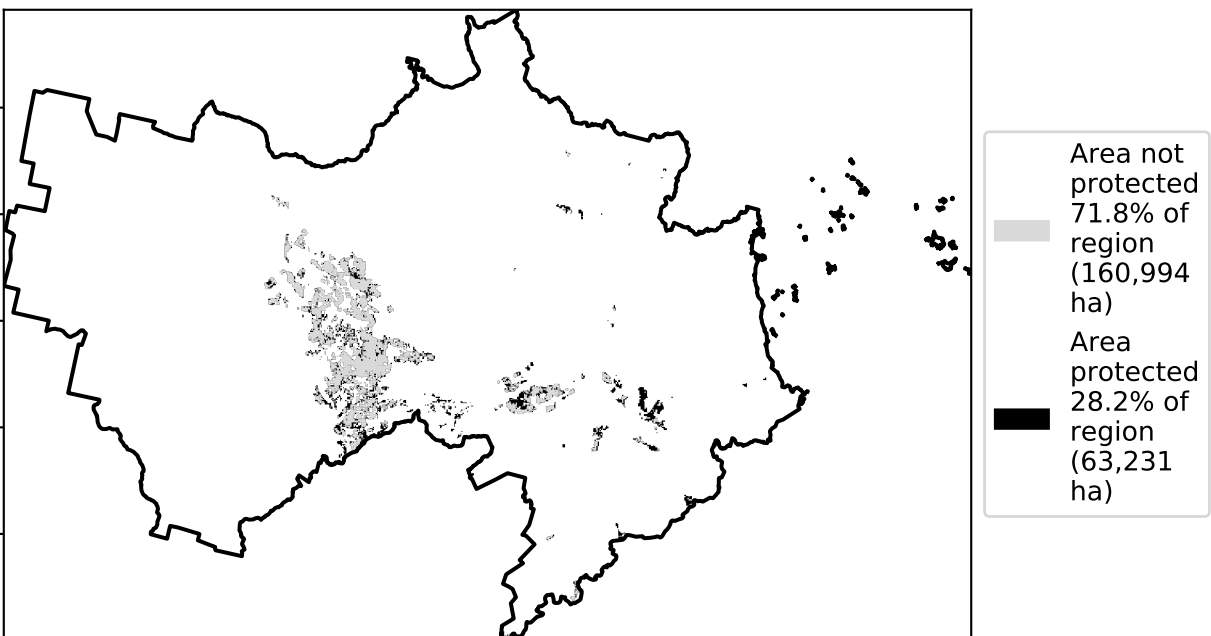 Area not
protected
71.8% of
region
(160,994
ha)
Area
protected
28.2% of
region
(63,231
ha)